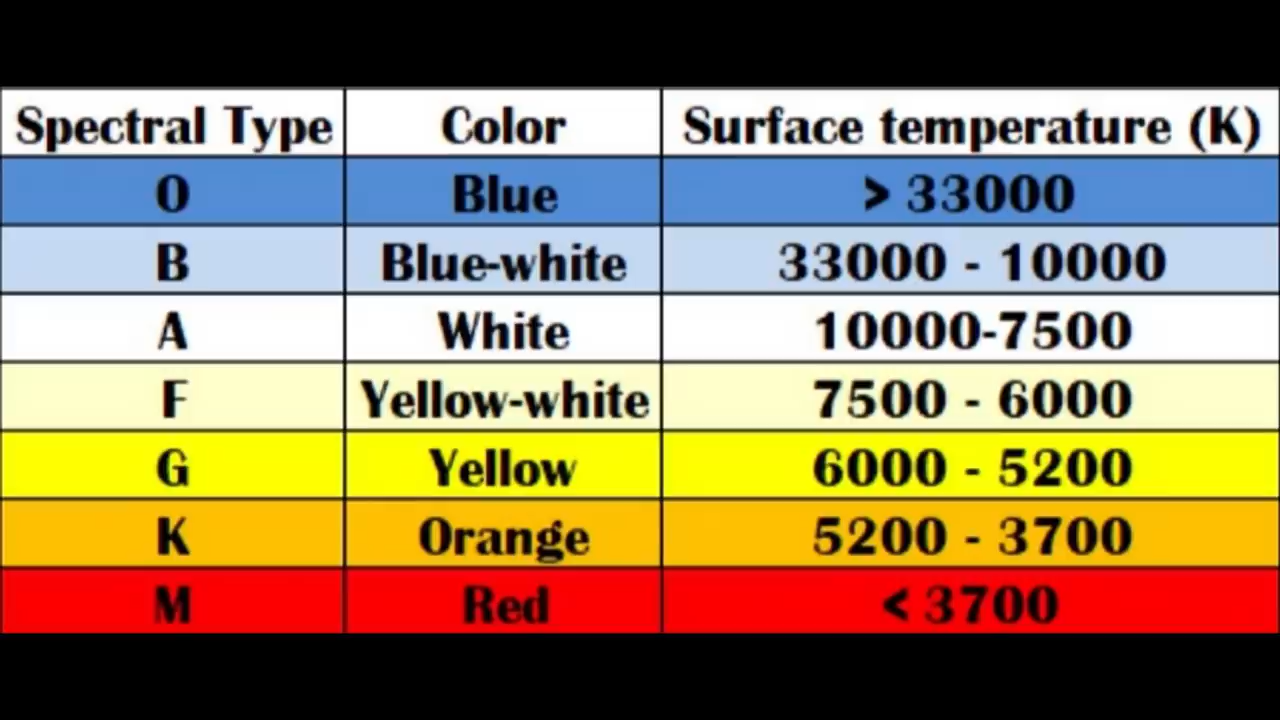 Spectral Type Color Surface temperature (K)
O Blue > 33000
B Blue-white 33000 - 10000
A White 10000-7500
F Yellow-white 7500 - 6000
G Yellow 6000 - 5200
K Orange 5200 - 3700
M Red < 3700